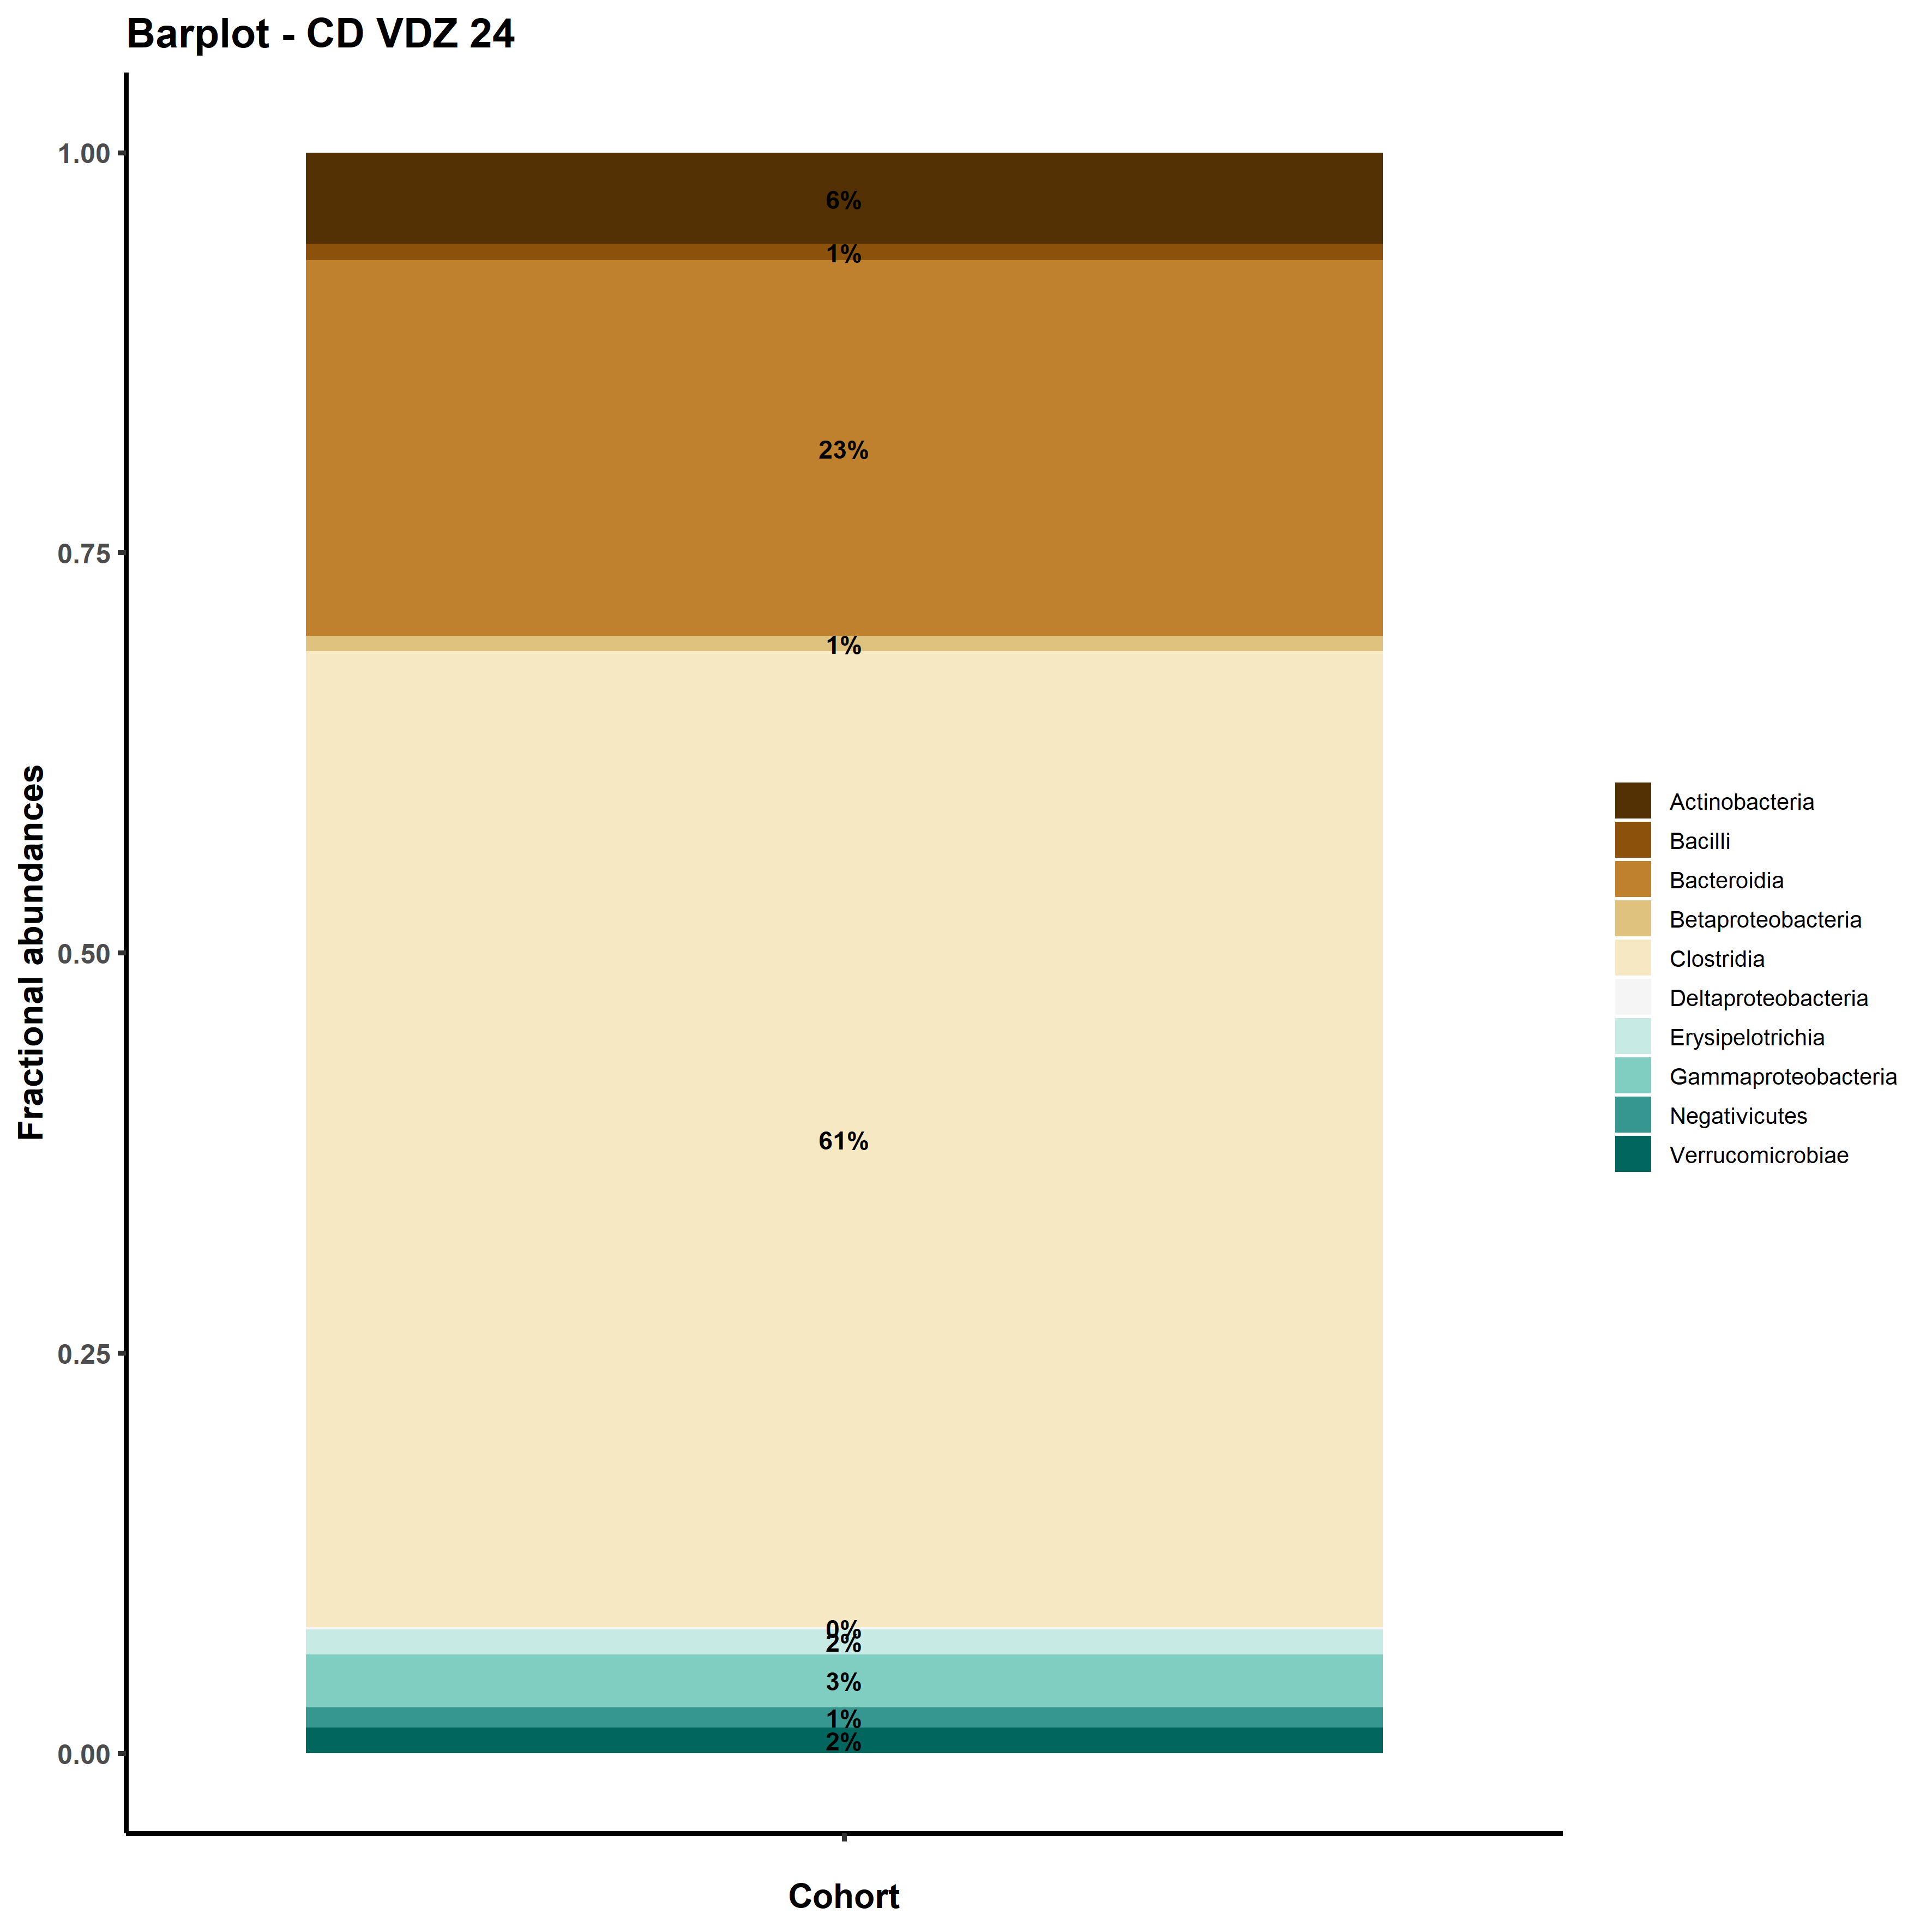 Barplot - CD VDZ 24
Fractional abundances
1.00
0.75
0.50
0.25
0.00
6%
1%
23%
1%
61%
0%
2%
3%
1%
2%
Cohort
Actinobacteria
Bacilli
Bacteroidia
Betaproteobacteria
Clostridia
Deltaproteobacteria
Erysipelotrichia
Gammaproteobacteria
Negativicutes
Verrucomicrobiae